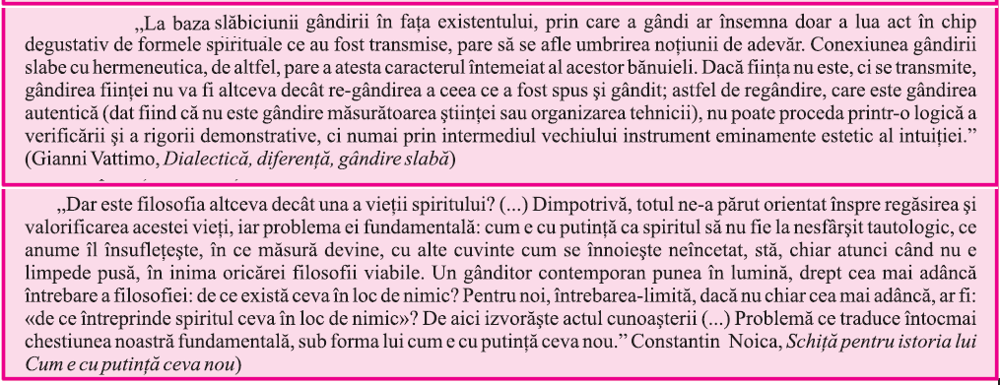 „La baza slăbiciunii gândirii în fața existentului, prin care a gândi ar însemna doar a lua act în chip
degustativ de formele spirituale ce au fost transmise, pare să se afle umbrirea noțiunii de adevăr. Conexiunea gândirii
slabe cu hermeneutica, de altfel, pare a atesta caracterul întemeiat al acestor bănuieli. Dacă ființa nu este, ci se transmite,
gândirea ființei nu va fi altceva decât re-gândirea a ceea ce a fost spus și gândit; astfel de regândire, care este gândirea
autentică (dat fiind că nu este gândire măsurătoarea științei sau organizarea tehnicii), nu poate proceda printr-o logică a
verificării și a rigorii demonstrative, ci numai prin intermediul vechiului instrument eminamente estetic al intuiției.”
(Gianni Vattimo, Dialectică, diferență, gândire slabă)
„Dar este filosofia altceva decât una a vieții spiritului? (...) Dimpotrivă, totul ne-a părut orientat înspre regăsirea și
valorificarea acestei vieți, iar problema ei fundamentală: cum e cu putință ca spiritul să nu fie la nesfârșit tautologic, ce
anume îl însuflețește, în ce măsură devine, cu alte cuvinte cum se înnoiește neîncetat, stă, chiar atunci când nu e
limpede pusă, în inima oricărei filosofii viabile. Un gânditor contemporan punea în lumină, drept cea mai adâncă
întrebare a filosofiei: de ce există ceva în loc de nimic? Pentru noi, întrebarea-limită, dacă nu chiar cea mai adâncă, ar fi:
«de ce întreprinde spiritul ceva în loc de nimic»? De aici izvorăște actul cunoașterii (...) Problemă ce traduce întocmai
chestiunea noastră fundamentală, sub forma lui cum e cu putință ceva nou.” Constantin Noica, Schiță pentru istoria lui
Cum e cu putință ceva nou)